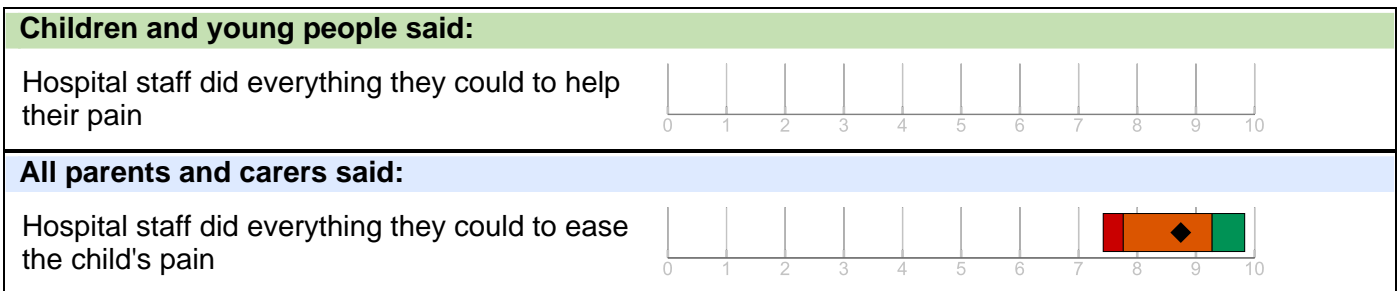 Children and young people said:
Hospital staff did everything they could to help
their pain
0 1 2 3 4 5 6 7 8 9 10
All parents and carers said:
Hospital staff did everything they could to ease
the child's pain
0 1 2 3 4 5 6 7 8 9 10